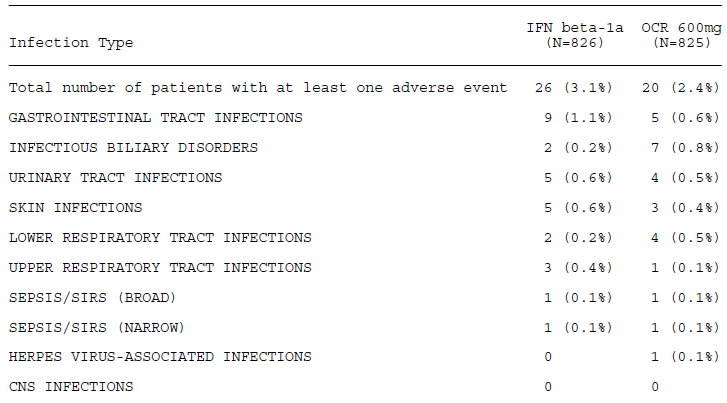 IFN beta-1a OCR 600mg
Infection Type (N=826) (N=825)
Total number of patients with at least one adverse event 26 (3.1%) 20 (2.4%)
GASTROINTESTINAL TRACT INFECTIONS 9 (1.1%) 5 (0.6%)
INFECTIOUS BILIARY DISORDERS 2 (0.2%) 7 (0.8%)
URINARY TRACT INFECTIONS 5 (0.6%) 4 (0.5%)
SKIN INFECTIONS 5 (0.6%) 3 (0.4%)
LOWER RESPIRATORY TRACT INFECTIONS 2 (0.2%) 4 (0.5%)
UPPER RESPIRATORY TRACT INFECTIONS 3 (0.4%) 1 (0.1%)
SEPSIS/SIRS (BROAD) 1 (0.1%) 1 (0.1%)
SEPSIS/SIRS (NARROW) 1 (0.1%) 1 (0.1%)
HERPES VIRUS-ASSOCIATED INFECTIONS 0 1 (0.1%)
CNS INFECTIONS 0 0